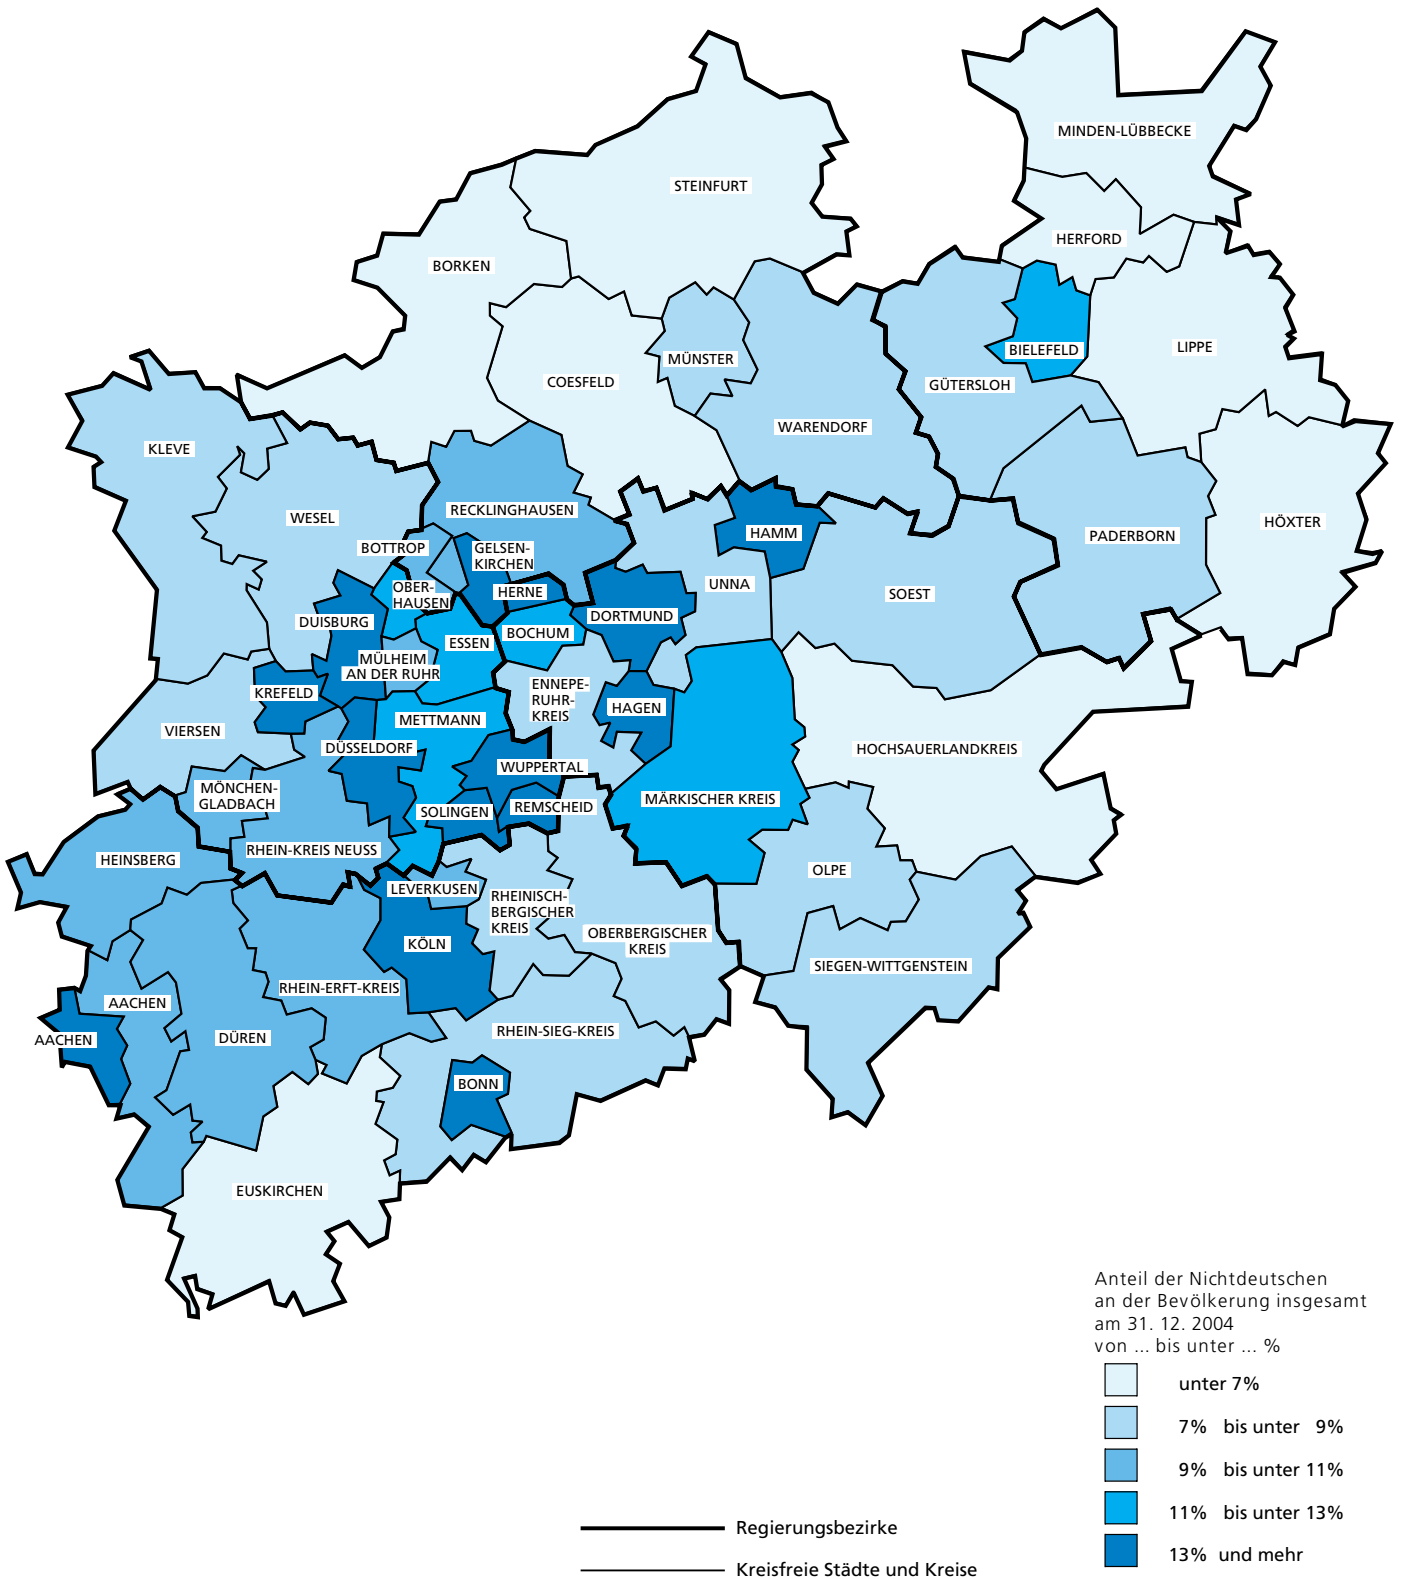 MINDEN-LÜBBECKE
STEINFURT
HERFORD
BORKEN
LIPPE
BIELEFELD
MÜNSTER
COESFELD
GÜTERSLOH
WARENDORF
KLEVE
RECKLINGHAUSEN
WESEL
HÖXTER
HAMM
PADERBORN
BOTTROP
GELSEN-
KIRCHEN
UNNA
OBER-
HAUSEN
HERNE
SOEST
DORTMUND
DUISBURG
BOCHUM
ESSEN
MÜLHEIM
AN DER RUHR
ENNEPE-
RUHR-
KREIS
KREFELD
HAGEN
METTMANN
VIERSEN
DÜSSELDORF
HOCHSAUERLANDKREIS
WUPPERTAL
MÖNCHEN-
GLADBACH
MÄRKISCHER KREIS
REMSCHEID
SOLINGEN
RHEIN-KREIS NEUSS
HEINSBERG
OLPE
LEVERKUSEN
RHEINISCH-
BERGISCHER
KREIS
OBERBERGISCHER
KREIS
KÖLN
SIEGEN-WITTGENSTEIN
RHEIN-ERFT-KREIS
AACHEN
RHEIN-SIEG-KREIS
AACHEN
DÜREN
BONN
EUSKIRCHEN
Anteil der Nichtdeutschen
an der Bevölkerung insgesamt
am 31. 12. 2004
von ... bis unter ... %
unter 7%
7% bis unter 9%
9% bis unter 11%
11% bis unter 13%
13% und mehr
Regierungsbezirke
Kreisfreie Städte und Kreise